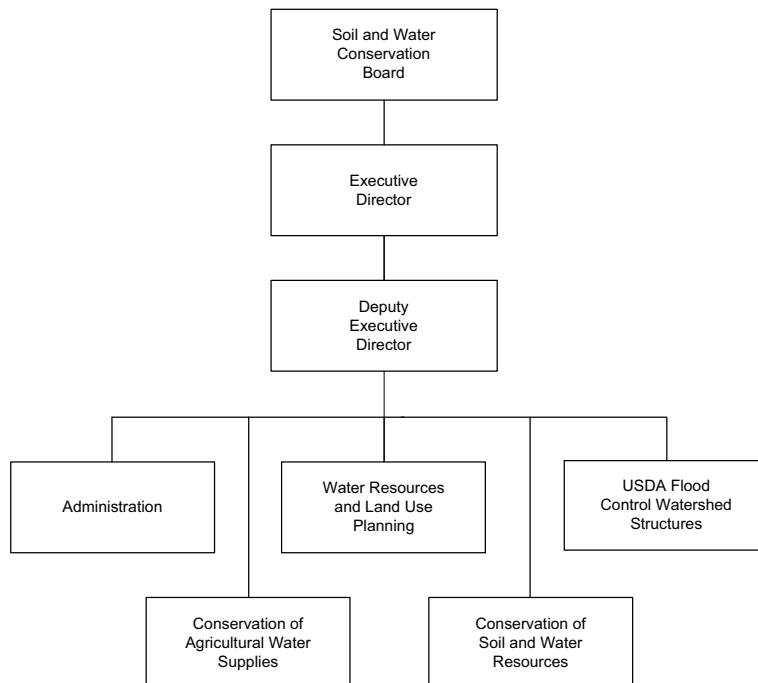 Soil and Water
Conservation
Board
Executive
Director
Deputy
Executive
Director
Administration
Water Resources
and Land Use
Planning
USDA Flood
Control Watershed
Structures
Conservation of
Agricultural Water
Supplies
Conservation of
Soil and Water
Resources